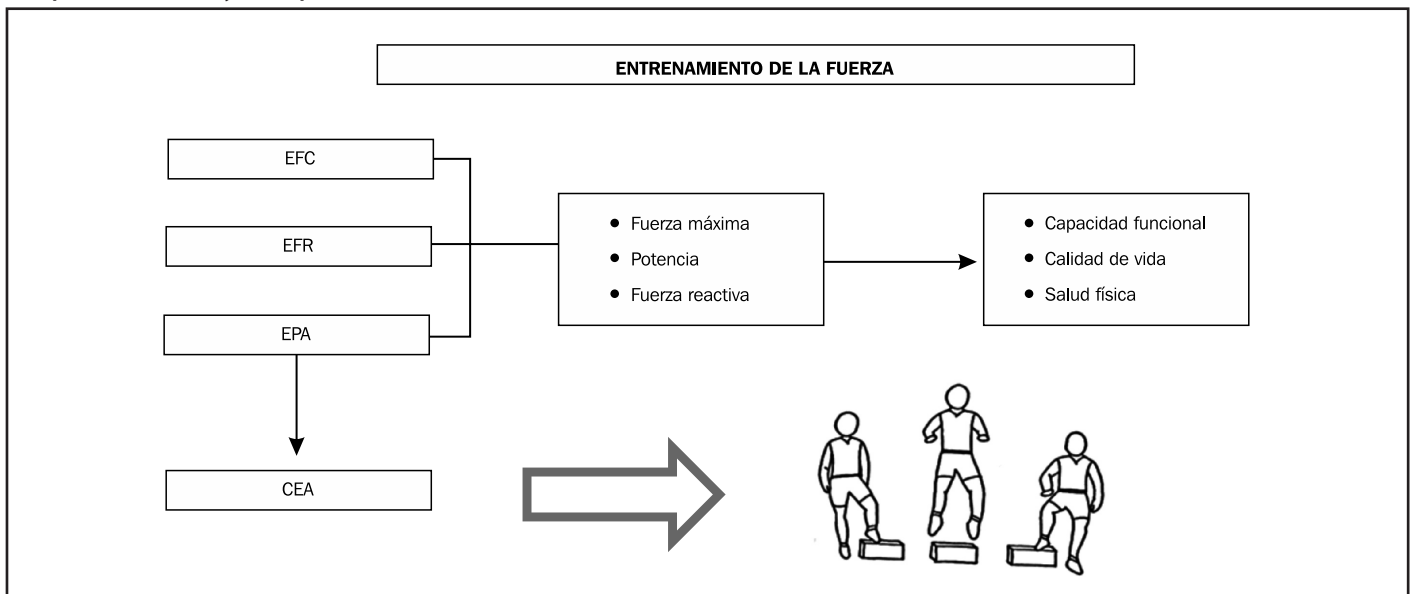 ENTRENAMIENTO DE LA FUERZA
EFC
EFR
EPA
CEA
• Fuerza máxima
• Potencia
• Fuerza reactiva
• Capacidad funcional
• Calidad de vida
• Salud física